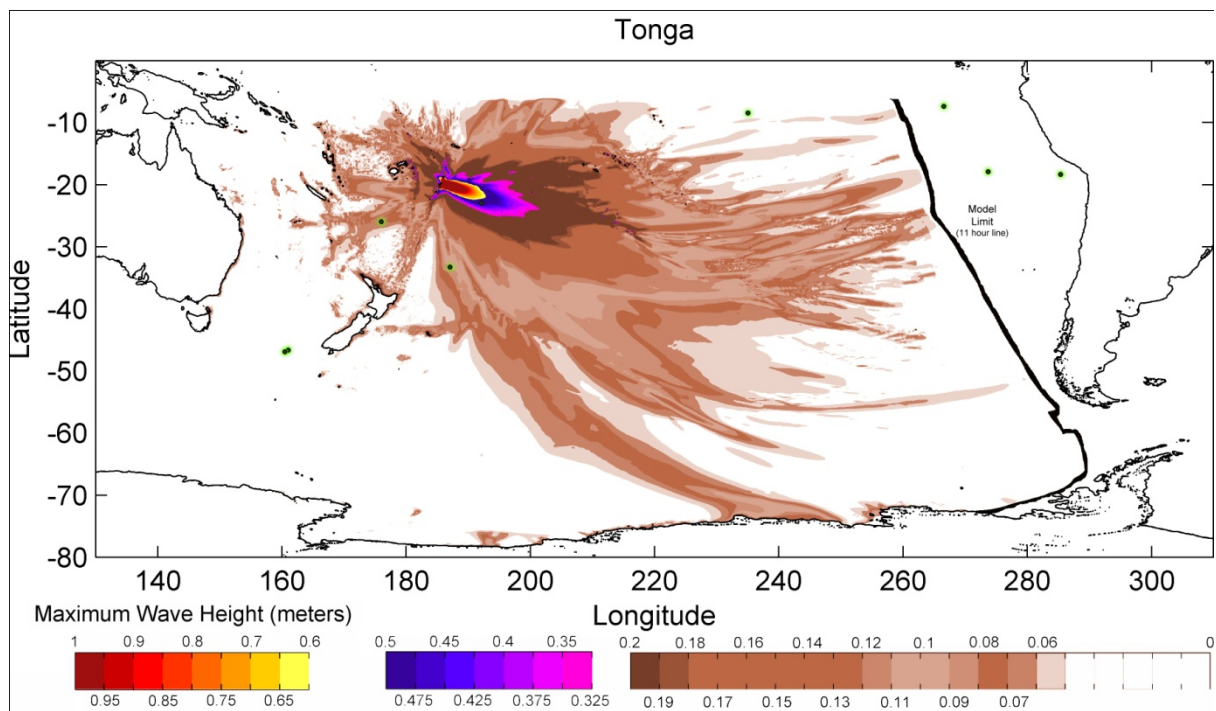 Tonga
Latitude
-10
-20
-30
-40
-50
-60
-70
-80
Model
Limit
(11 hour line)
140 160 180 200 220 240 260 280 300
Longitude
Maximum Wave Height (meters)
1 0.9 0.8 0.7 0.6
0.95 0.85 0.75 0.65
0.5 0.45 0.4 0.35
0.475 0.425 0.375 0.325
0.2 0.16 0.14 0.12 0.1 0.08 0.06 0
0.19 0.17 0.15 0.13 0.11 0.09 0.07